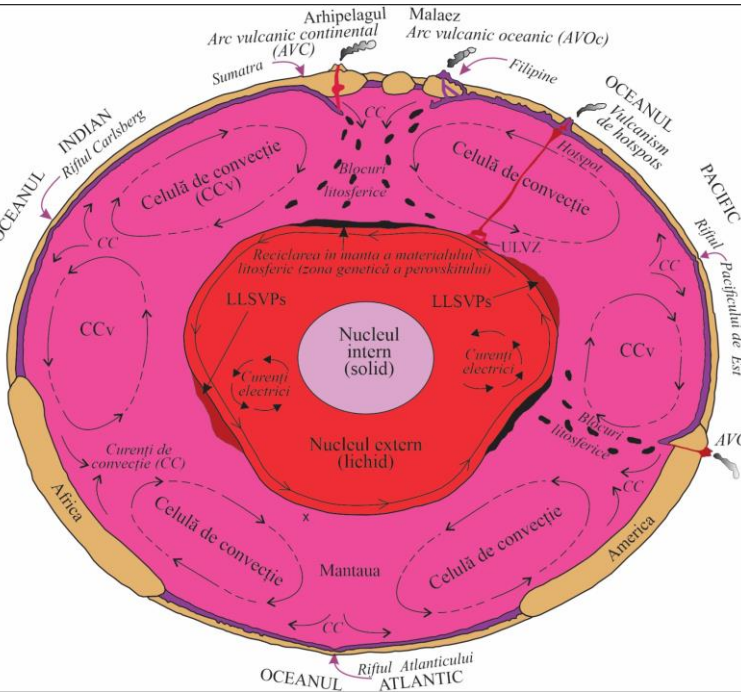 Arhipelagul Malaez
Arc vulcanic continental
(AVC)
Arc vulcanic oceanic (AVOc)
Sumatra
Filipine
OCEANUL PACIFIC
Vulcanism
de hotspots
OCEANUL INDIAN
Riftul Carlsberg
CC
Hotspot
Blocuri
litosferice
Celulă de convecție
(CCv)
Celulă de convecție
CC
ULVZ
Reciclarea în manta a materialului
litosferic (zona genetică a perovskitului)
CC
Riftul Pacificului de Est
LLSVPs
LLSVPs
CCv
Nucleul
intern
(solid)
CCv
Curenți
electrici
Curenți
electrici
Blocuri
litosferice
AVC
Nucleul extern
(lichid)
Curenți de
convecție (CC)
CC
Africa
America
x
Celulă de convecție
Mantaua
Celulă de convecție
CC
Riftul Atlanticului
OCEANUL ATLANTIC